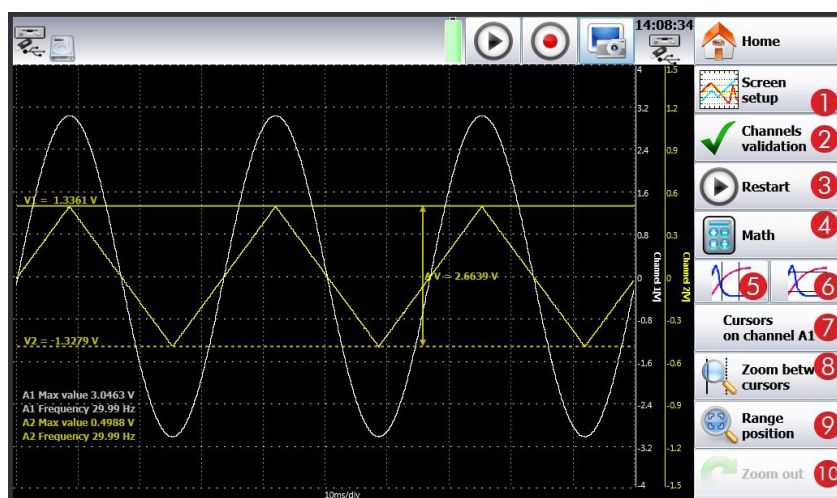 14:08:34
Home
Screen
setup
1
Channels
validation
2
Restart
3
Math
4
5
6
Cursors
on channel A1
7
Zoom betw
cursors
8
Range
position
9
Zoom out
10
4
3.2
2.4
1.6
0.8
0
-0.8
-1.6
-2.4
-3.2
-4
Channel 1[V]
1.5
1.2
0.9
0.6
0.3
0
-0.3
-0.6
-0.9
-1.2
-1.5
Channel 2[V]
V1 = 1.3361 V
Δ V = 2.6639 V
V2 = -1.3279 V
A1 Max value 3.0463 V
A1 Frequency 29.99 Hz
A2 Max value 0.4988 V
A2 Frequency 29.99 Hz
10ms/div